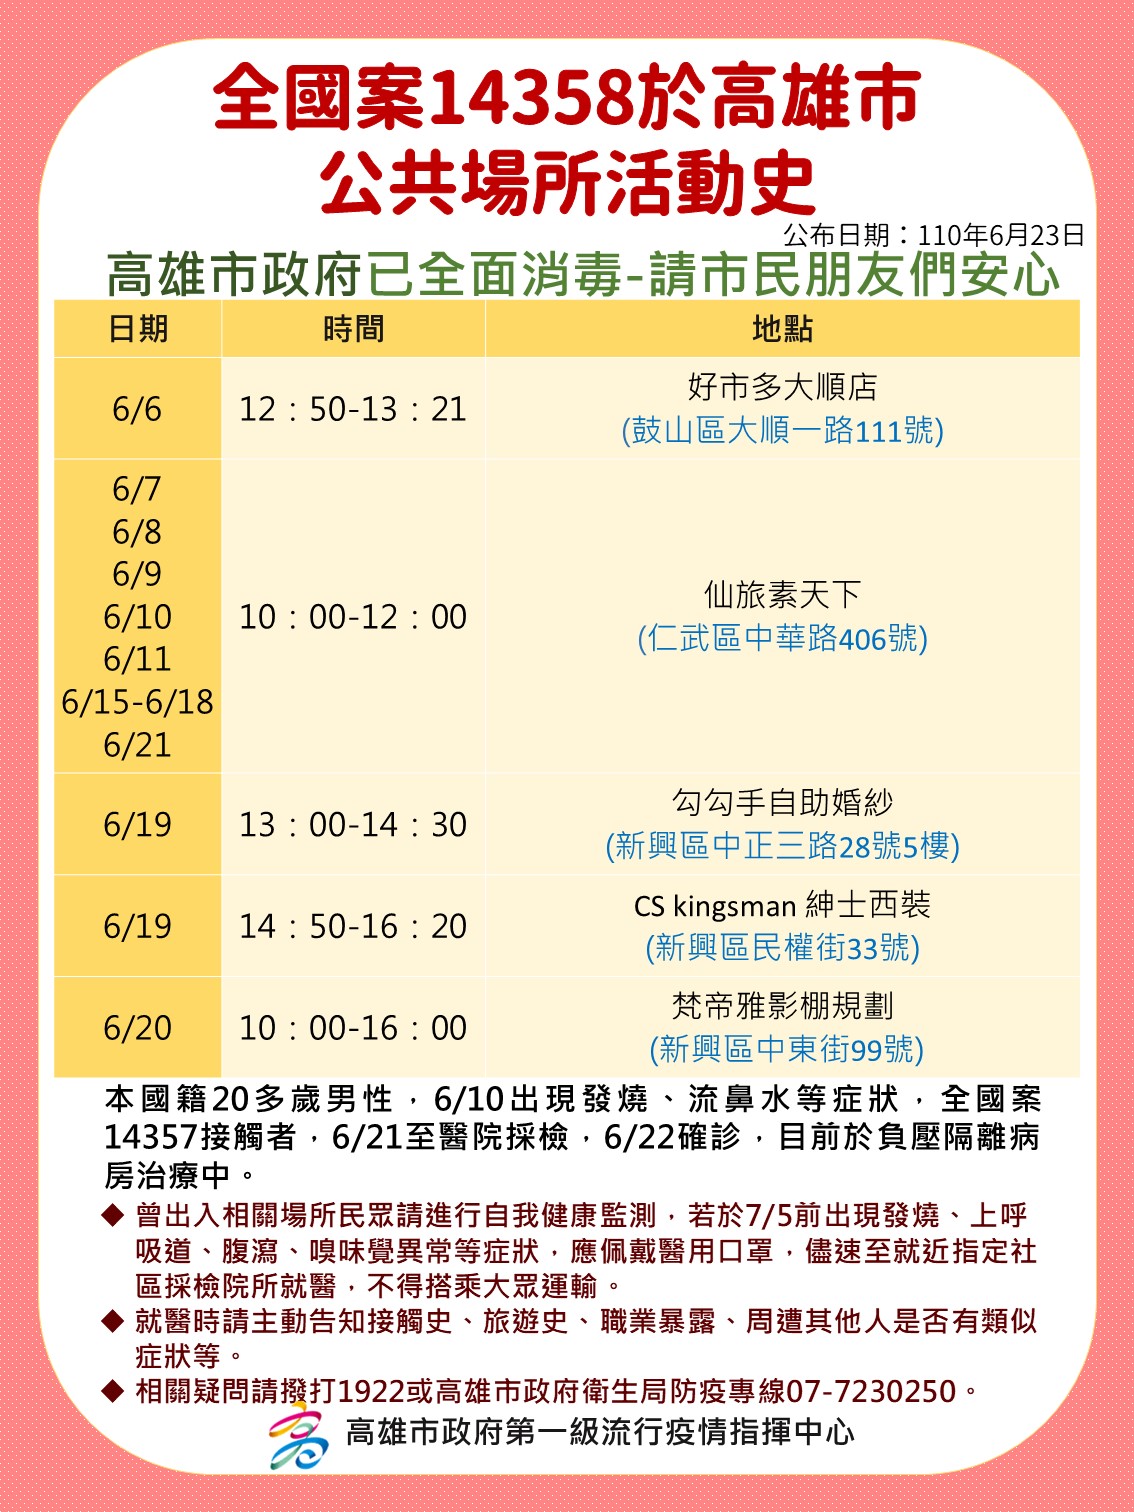 全國案14358於高雄市
公共場所活動史
公布日期：110年6月23日
高雄市政府已全面消毒-請市民朋友們安心
日期 時間 地點
6/6 12：50-13：21 好市多大順店
(鼓山區大順一路111號)
6/7
6/8
6/9
6/10
6/11
6/15-6/18
6/21
10：00-12：00
仙旅素天下
(仁武區中華路406號)
6/19 13：00-14：30 勾勾手自助婚紗
(新興區中正三路28號5樓)
6/19 14：50-16：20 CS kingsman 紳士西裝
(新興區民權街33號)
6/20 10：00-16：00 梵帝雅影棚規劃
(新興區中東街99號)
本國籍20多歲男性，6/10出現發燒、流鼻水等症狀，全國案
14357接觸者，6/21至醫院採檢，6/22確診，目前於負壓隔離病
房治療中。
◆ 曾出入相關場所民眾請進行自我健康監測，若於7/5前出現發燒、上呼
吸道、腹瀉、嗅味覺異常等症狀，應佩戴醫用口罩，儘速至就近指定社
區採檢院所就醫，不得搭乘大眾運輸。
◆ 就醫時請主動告知接觸史、旅遊史、職業暴露、周遭其他人是否有類似
症狀等。
◆ 相關疑問請撥打1922或高雄市政府衛生局防疫專線07-7230250。
高雄市政府第一級流行疫情指揮中心